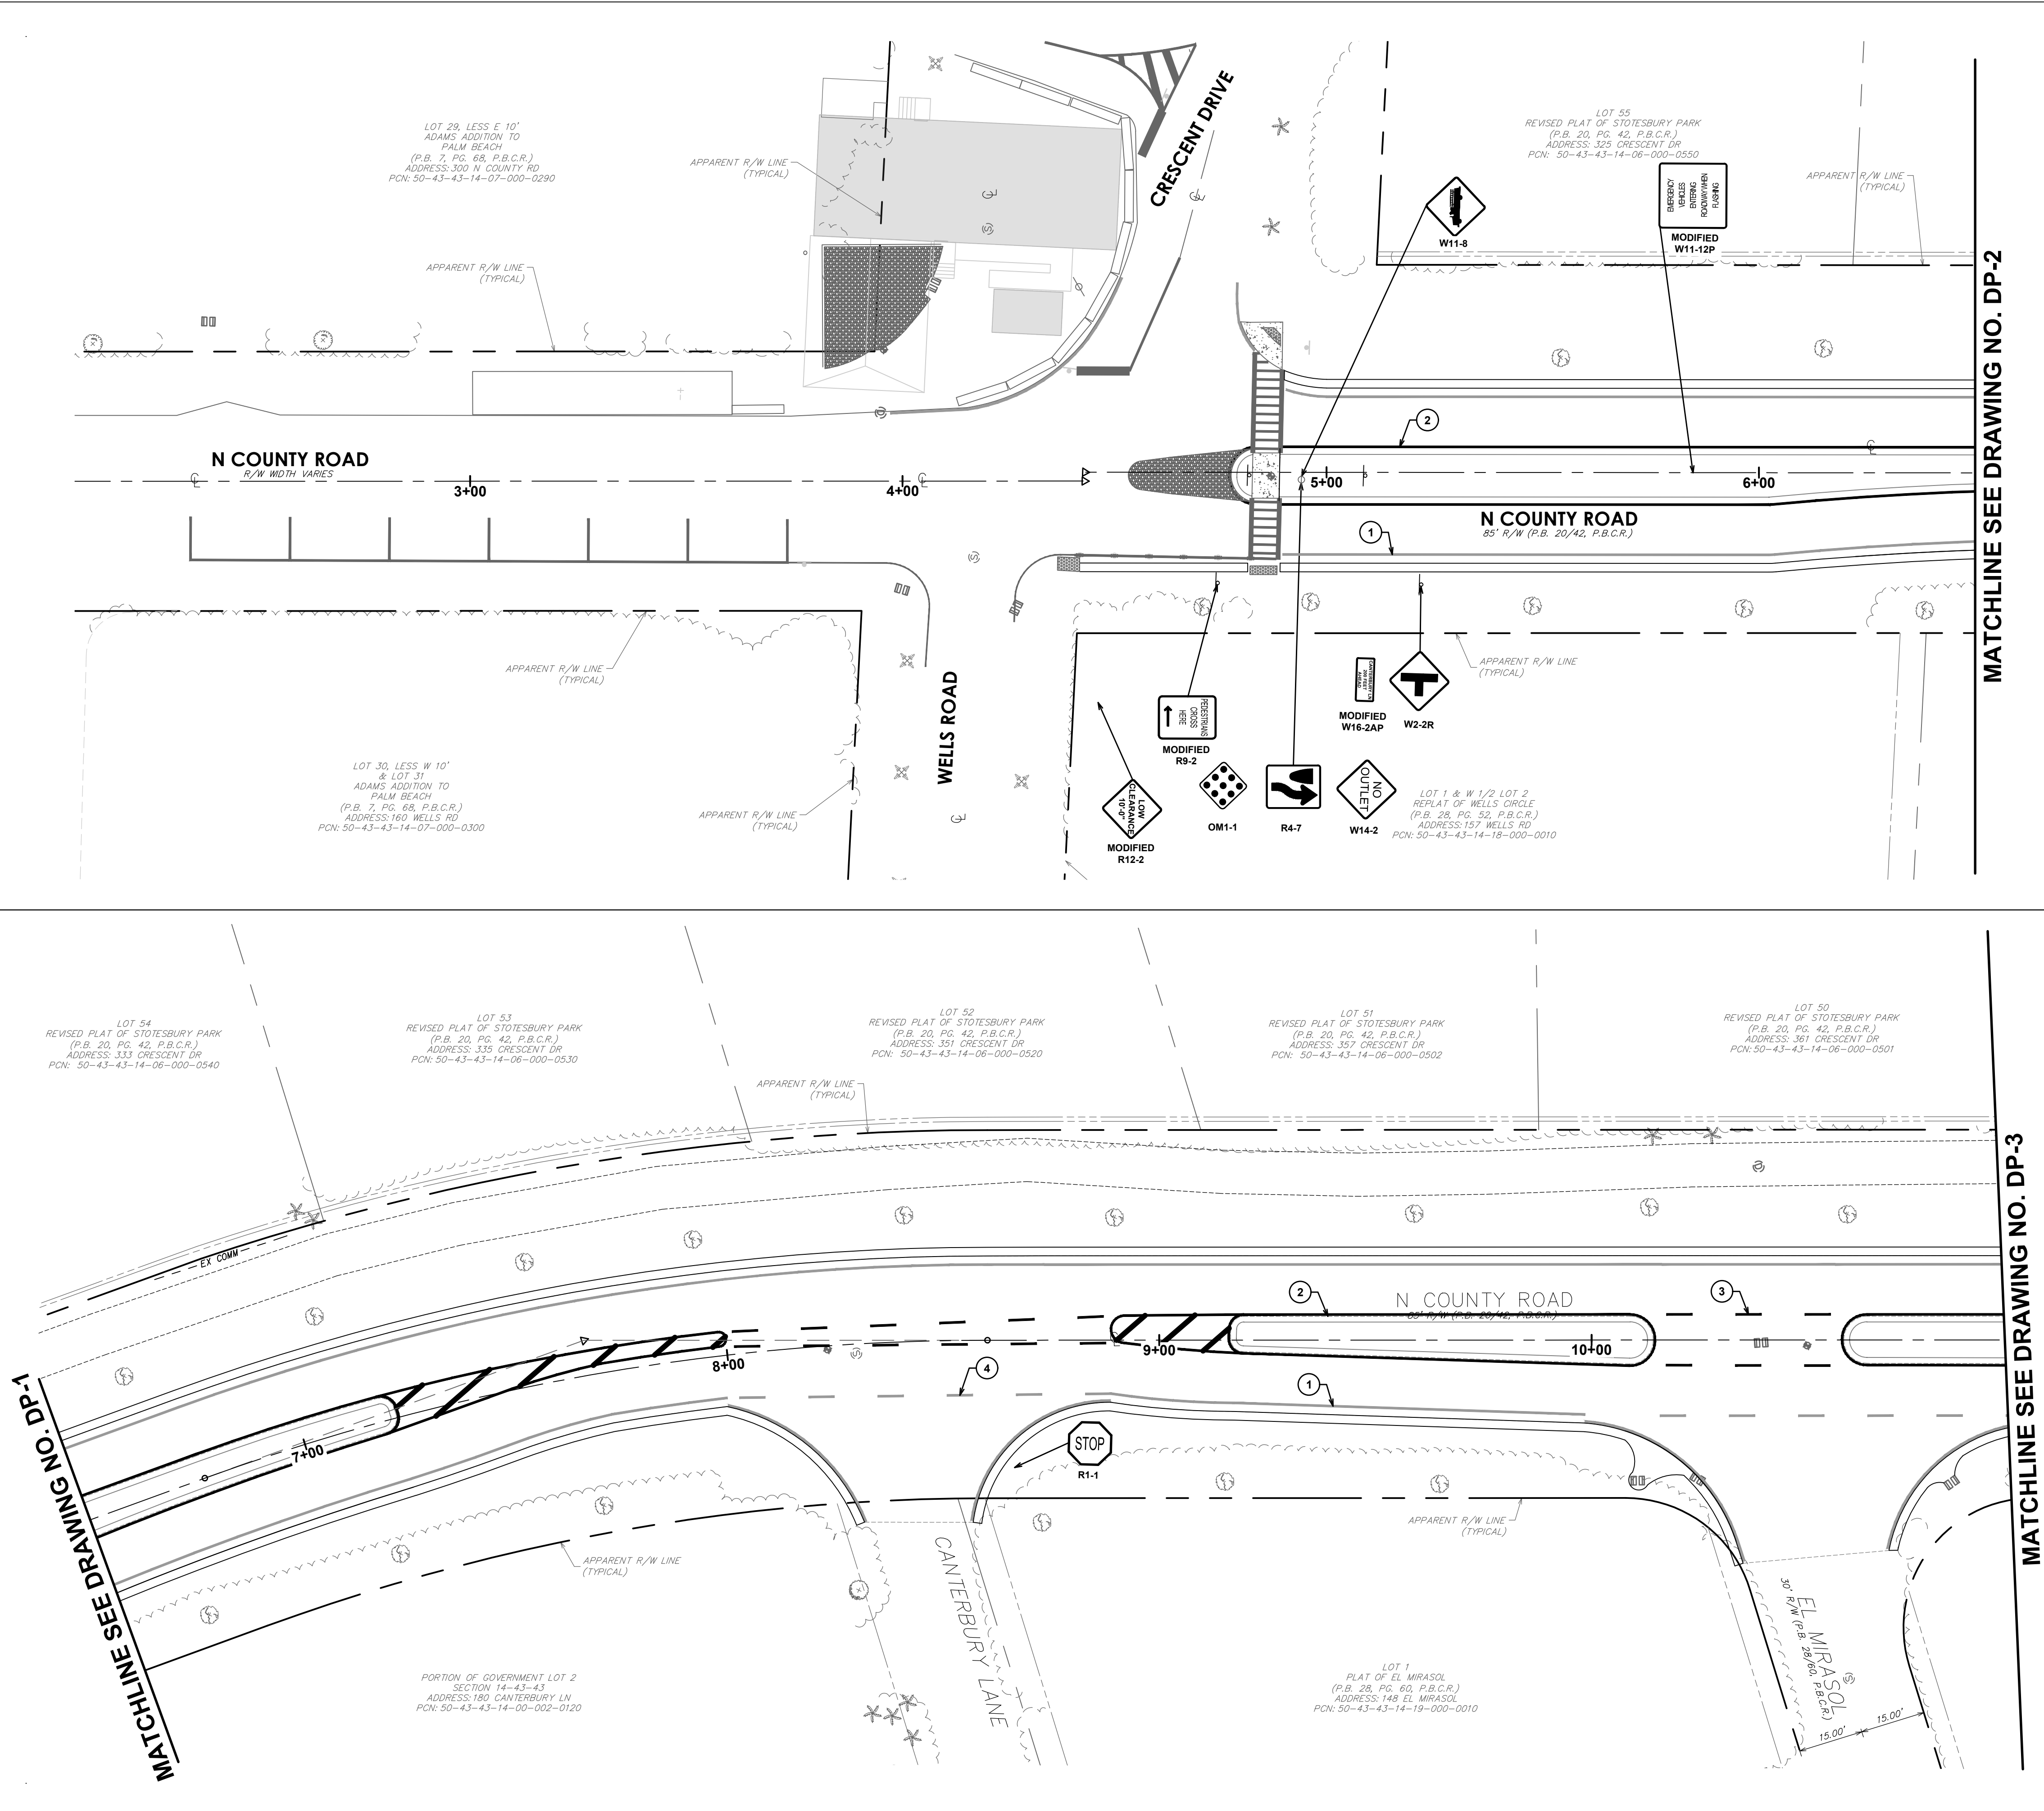 LOT 29, LESS E 10'
ADAMS ADDITION TO
PALM BEACH
(P.B. 7, PG. 68, P.B.C.R.)
ADDRESS: 300 N COUNTY RD
PCN: 50-43-43-14-07-000-0290
APPARENT R/W LINE
(TYPICAL)
APPARENT R/W LINE
(TYPICAL)
CRESCENT DRIVE
LOT 55
REVISED PLAT OF STOTESBURY PARK
(P.B. 20, PG. 42, P.B.C.R.)
ADDRESS: 325 CRESCENT DR
PCN: 50-43-43-14-06-000-0550
W11-8
EMERGENCY
VEHICLES
ENTERING
ROADWAY WHEN
FLASHING
MODIFIED
W11-12P
APPARENT R/W LINE
(TYPICAL)
MATCHLINE SEE DRAWING NO. DP-2
N COUNTY ROAD
R/W WIDTH VARIES
3+00
4+00
5+00
6+00
2
N COUNTY ROAD
85' R/W (P.B. 20/42, P.B.C.R.)
1
APPARENT R/W LINE
(TYPICAL)
APPARENT R/W LINE
(TYPICAL)
WELLS ROAD
LOT 30, LESS W 10'
& LOT 31
ADAMS ADDITION TO
PALM BEACH
(P.B. 7, PG. 68, P.B.C.R.)
ADDRESS: 160 WELLS RD
PCN: 50-43-43-14-07-000-0300
APPARENT R/W LINE
(TYPICAL)
PEDESTRIANS
CROSS
HERE
MODIFIED
R9-2
CANTERBURY LN
200 FEET
AHEAD
MODIFIED
W16-2AP
W2-2R
LOW
CLEARANCE
10'-0"
MODIFIED
R12-2
OM1-1
R4-7
NO
OUTLET
W14-2
LOT 1 & W 1/2 LOT 2
REPLAT OF WELLS CIRCLE
(P.B. 28, PG. 52, P.B.C.R.)
ADDRESS: 157 WELLS RD
PCN: 50-43-43-14-18-000-0010
LOT 54
REVISED PLAT OF STOTESBURY PARK
(P.B. 20, PG. 42, P.B.C.R.)
ADDRESS: 333 CRESCENT DR
PCN: 50-43-43-14-06-000-0540
LOT 53
REVISED PLAT OF STOTESBURY PARK
(P.B. 20, PG. 42, P.B.C.R.)
ADDRESS: 335 CRESCENT DR
PCN: 50-43-43-14-06-000-0530
LOT 52
REVISED PLAT OF STOTESBURY PARK
(P.B. 20, PG. 42, P.B.C.R.)
ADDRESS: 351 CRESCENT DR
PCN: 50-43-43-14-06-000-0520
LOT 51
REVISED PLAT OF STOTESBURY PARK
(P.B. 20, PG. 42, P.B.C.R.)
ADDRESS: 357 CRESCENT DR
PCN: 50-43-43-14-06-000-0502
LOT 50
REVISED PLAT OF STOTESBURY PARK
(P.B. 20, PG. 42, P.B.C.R.)
ADDRESS: 361 CRESCENT DR
PCN: 50-43-43-14-06-000-0501
APPARENT R/W LINE
(TYPICAL)
EX COMM
MATCHLINE SEE DRAWING NO. DP-1
MATCHLINE SEE DRAWING NO. DP-3
2
N COUNTY ROAD
85' R/W (P.B. 20/42, P.B.C.R.)
3
7+00
8+00
9+00
10+00
4
1
STOP
R1-1
APPARENT R/W LINE
(TYPICAL)
APPARENT R/W LINE
(TYPICAL)
CANTERBURY LANE
EL MIRASOL
30' R/W (P.B. 28/60, P.B.C.R.)
15.00'
15.00'
PORTION OF GOVERNMENT LOT 2
SECTION 14-43-43
ADDRESS: 180 CANTERBURY LN
PCN: 50-43-43-14-00-002-0120
LOT 1
PLAT OF EL MIRASOL
(P.B. 28, PG. 60, P.B.C.R.)
ADDRESS: 148 EL MIRASOL
PCN: 50-43-43-14-19-000-0010